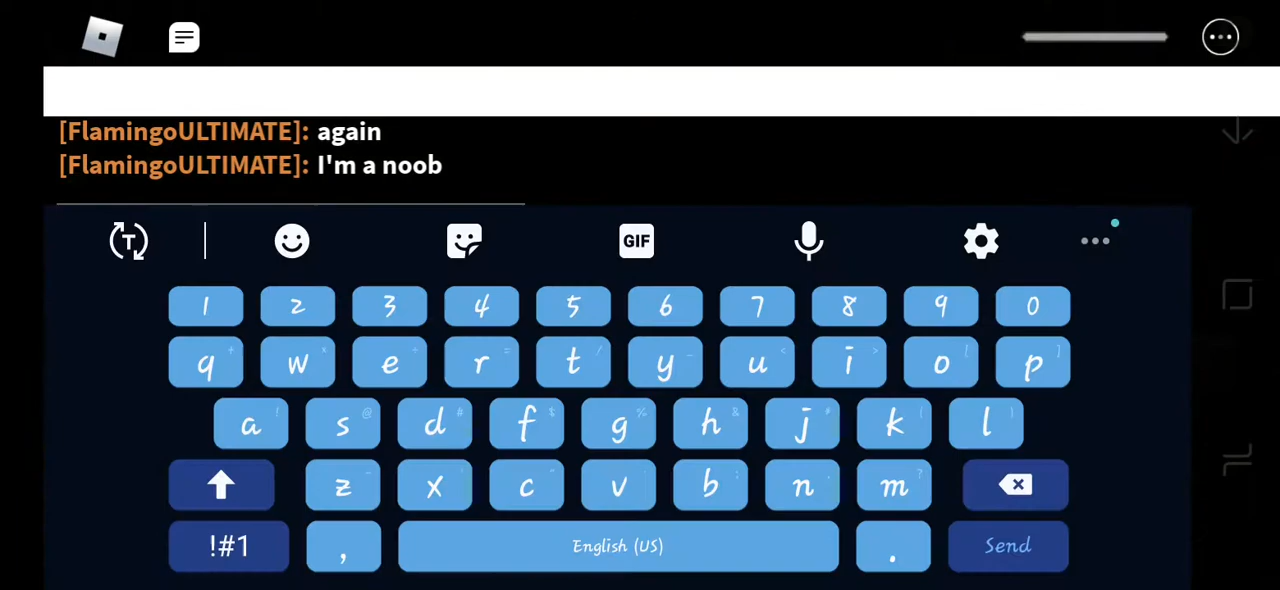 [FlamingoULTIMATE]: again
[FlamingoULTIMATE]: I'm a noob
GIF
1 2 3 4 5 6 7 8 9 0
q w e r t y u i o p
a s d f g h j k l
z x c v b n m
!#1 , English (US) . Send